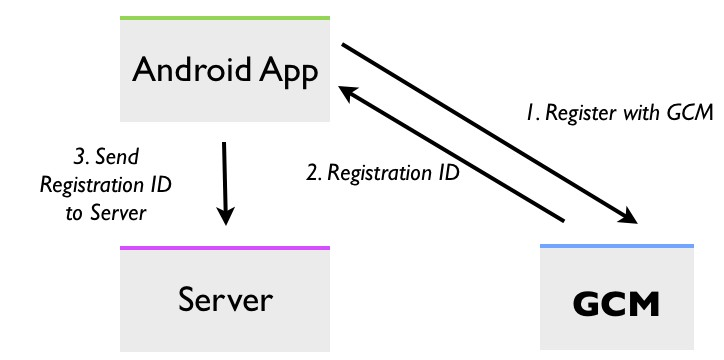 Android App
1. Register with GCM
2. Registration ID
3. Send
Registration ID
to Server
Server
GCM